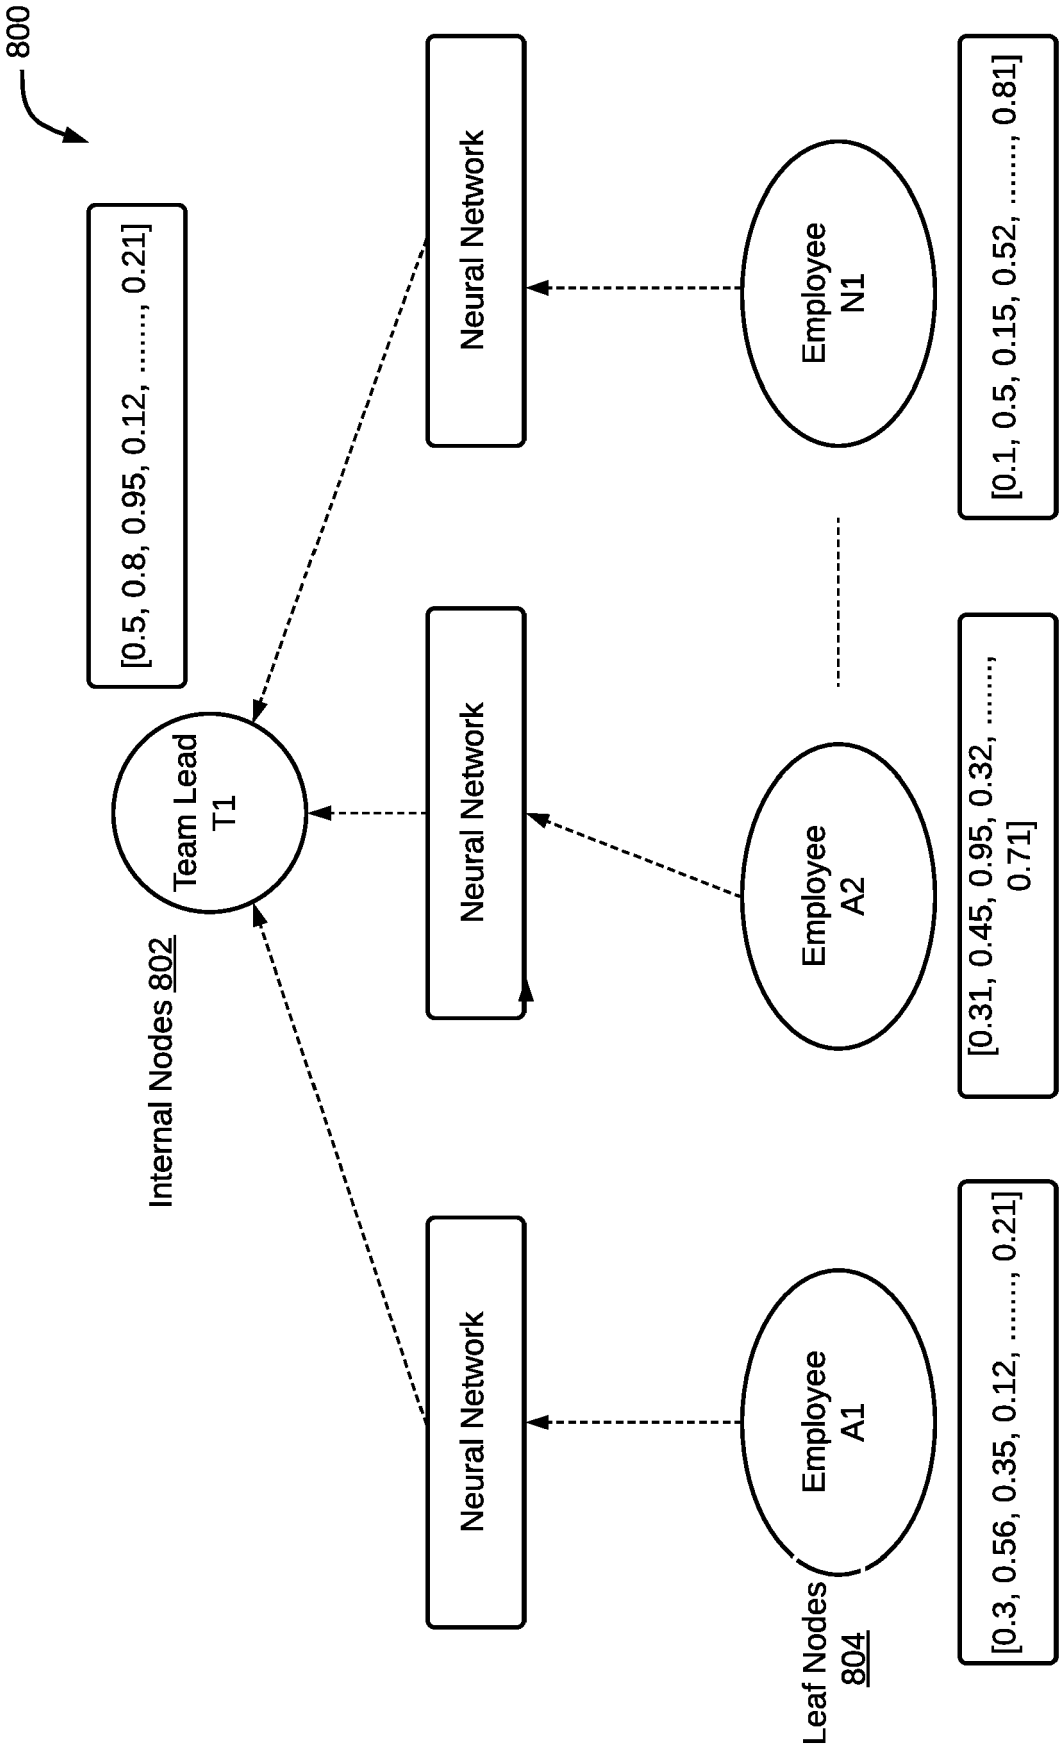 800
[0.5, 0.8, 0.95, 0.12, ........, 0.21]
Internal Nodes 802
Team Lead
T1
Neural Network
Neural Network
Neural Network
Leaf Nodes
804
Employee
A1
Employee
A2
Employee
N1
[0.3, 0.56, 0.35, 0.12, ........, 0.21]
[0.31, 0.45, 0.95, 0.32, ........,
0.71]
[0.1, 0.5, 0.15, 0.52, ........, 0.81]